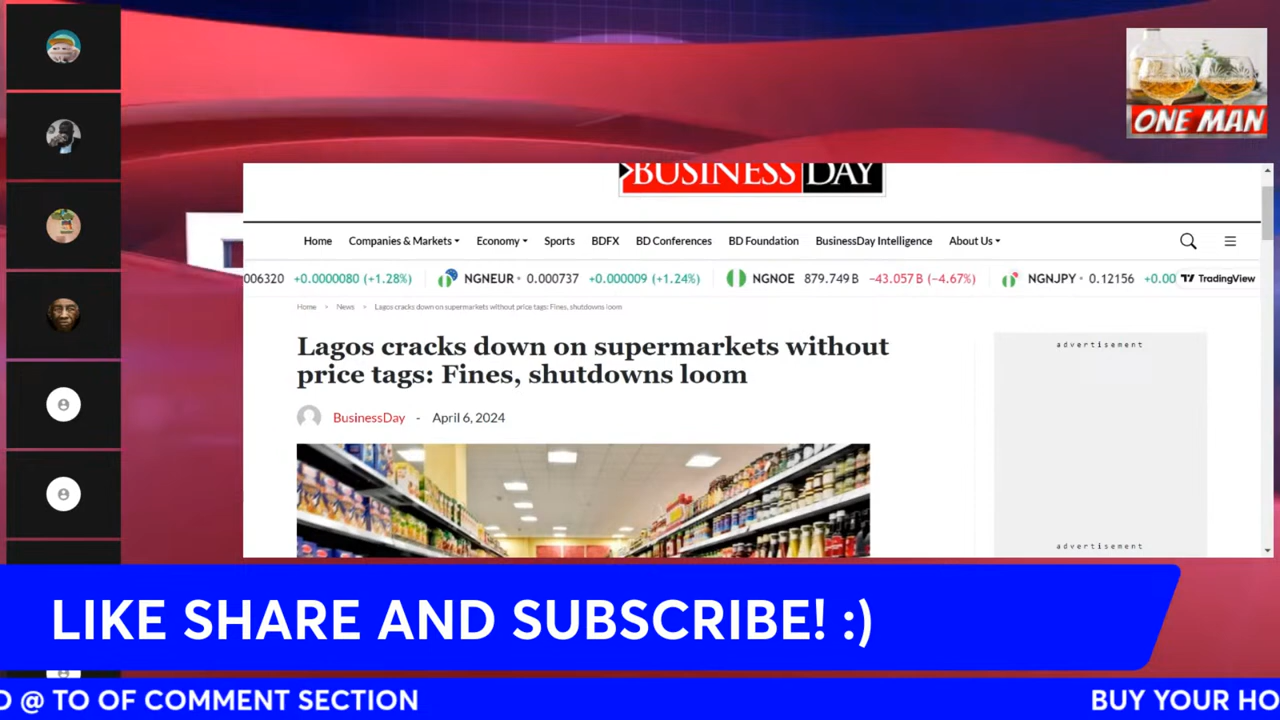 ONE MAN
BUSINESS DAY
Home Companies & Markets Economy Sports BDFX BD Conferences BD Foundation BusinessDay Intelligence About Us
006320 +0.0000080 (+1.28%) NGNEUR 0.000737 +0.000009 (+1.24%) NGNOE 879.749 B −43.057 B (−4.67%) NGNJPY 0.12156 +0.00 TradingView
Home > News > Lagos cracks down on supermarkets without price tags: Fines, shutdowns loom
Lagos cracks down on supermarkets without
price tags: Fines, shutdowns loom
advertisement
BusinessDay - April 6, 2024
advertisement
LIKE SHARE AND SUBSCRIBE! :)
D @ TO OF COMMENT SECTION BUY YOUR HO